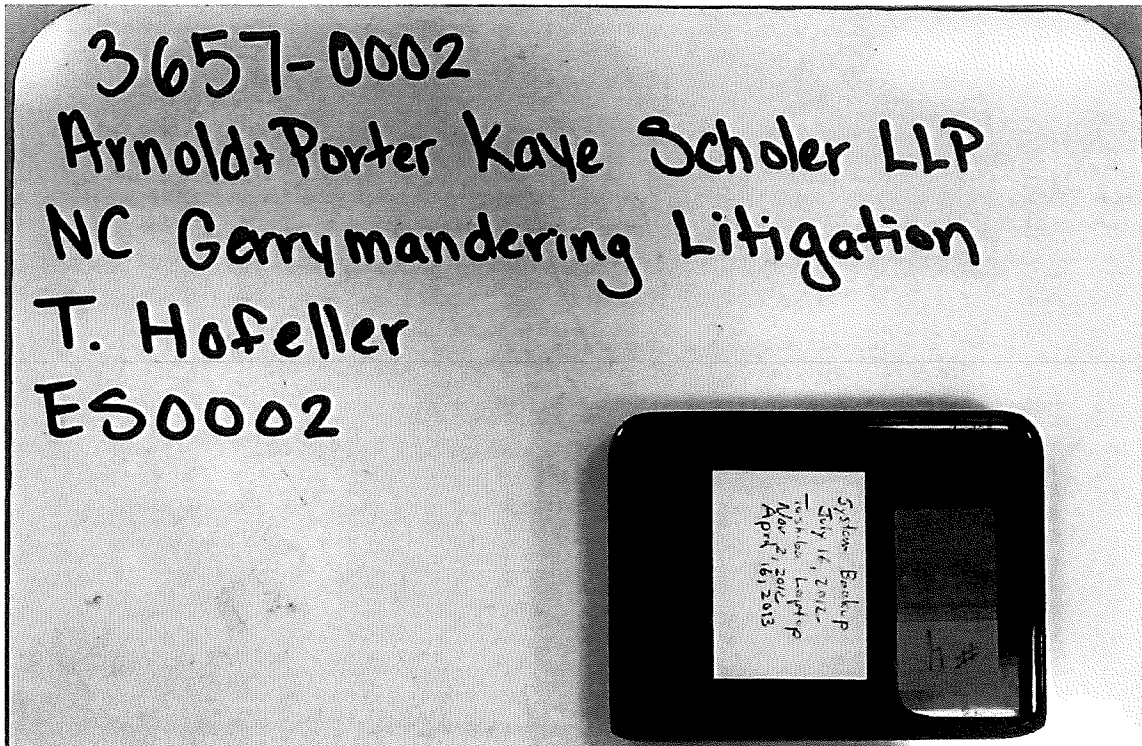 3657-0002
Arnold + Porter Kaye Scholer LLP
NC Gerrymandering Litigation
T. Hofeller
ES0002
System Backup
July 16, 2012
Toshiba Laptop
Nov 2, 2012
April 16, 2013
#4